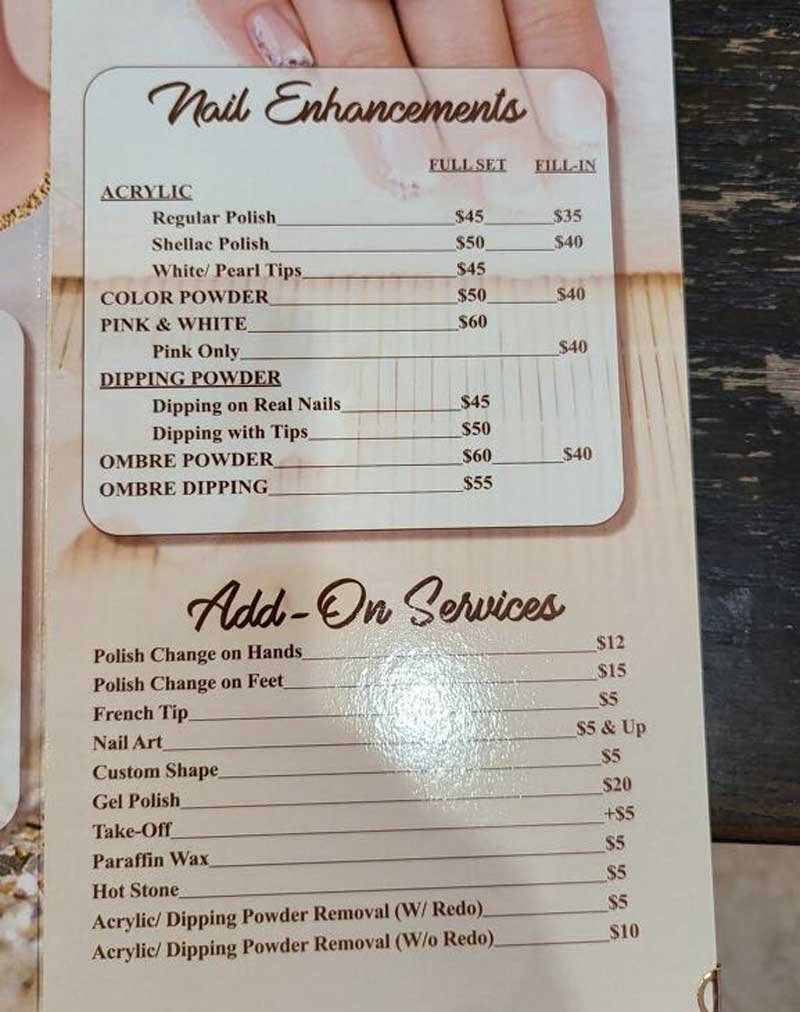 Nail Enhancements
FULL SET FILL-IN
ACRYLIC
Regular Polish $45 $35
Shellac Polish $50 $40
White/ Pearl Tips $45
COLOR POWDER $50 $40
PINK & WHITE $60
Pink Only $40
DIPPING POWDER
Dipping on Real Nails $45
Dipping with Tips $50
OMBRE POWDER $60 $40
OMBRE DIPPING $55
Add-On Services
Polish Change on Hands $12
Polish Change on Feet $15
French Tip $5
Nail Art $5 & Up
Custom Shape $5
Gel Polish $20
Take-Off +$5
Paraffin Wax $5
Hot Stone $5
Acrylic/ Dipping Powder Removal (W/ Redo) $5
Acrylic/ Dipping Powder Removal (W/o Redo) $10